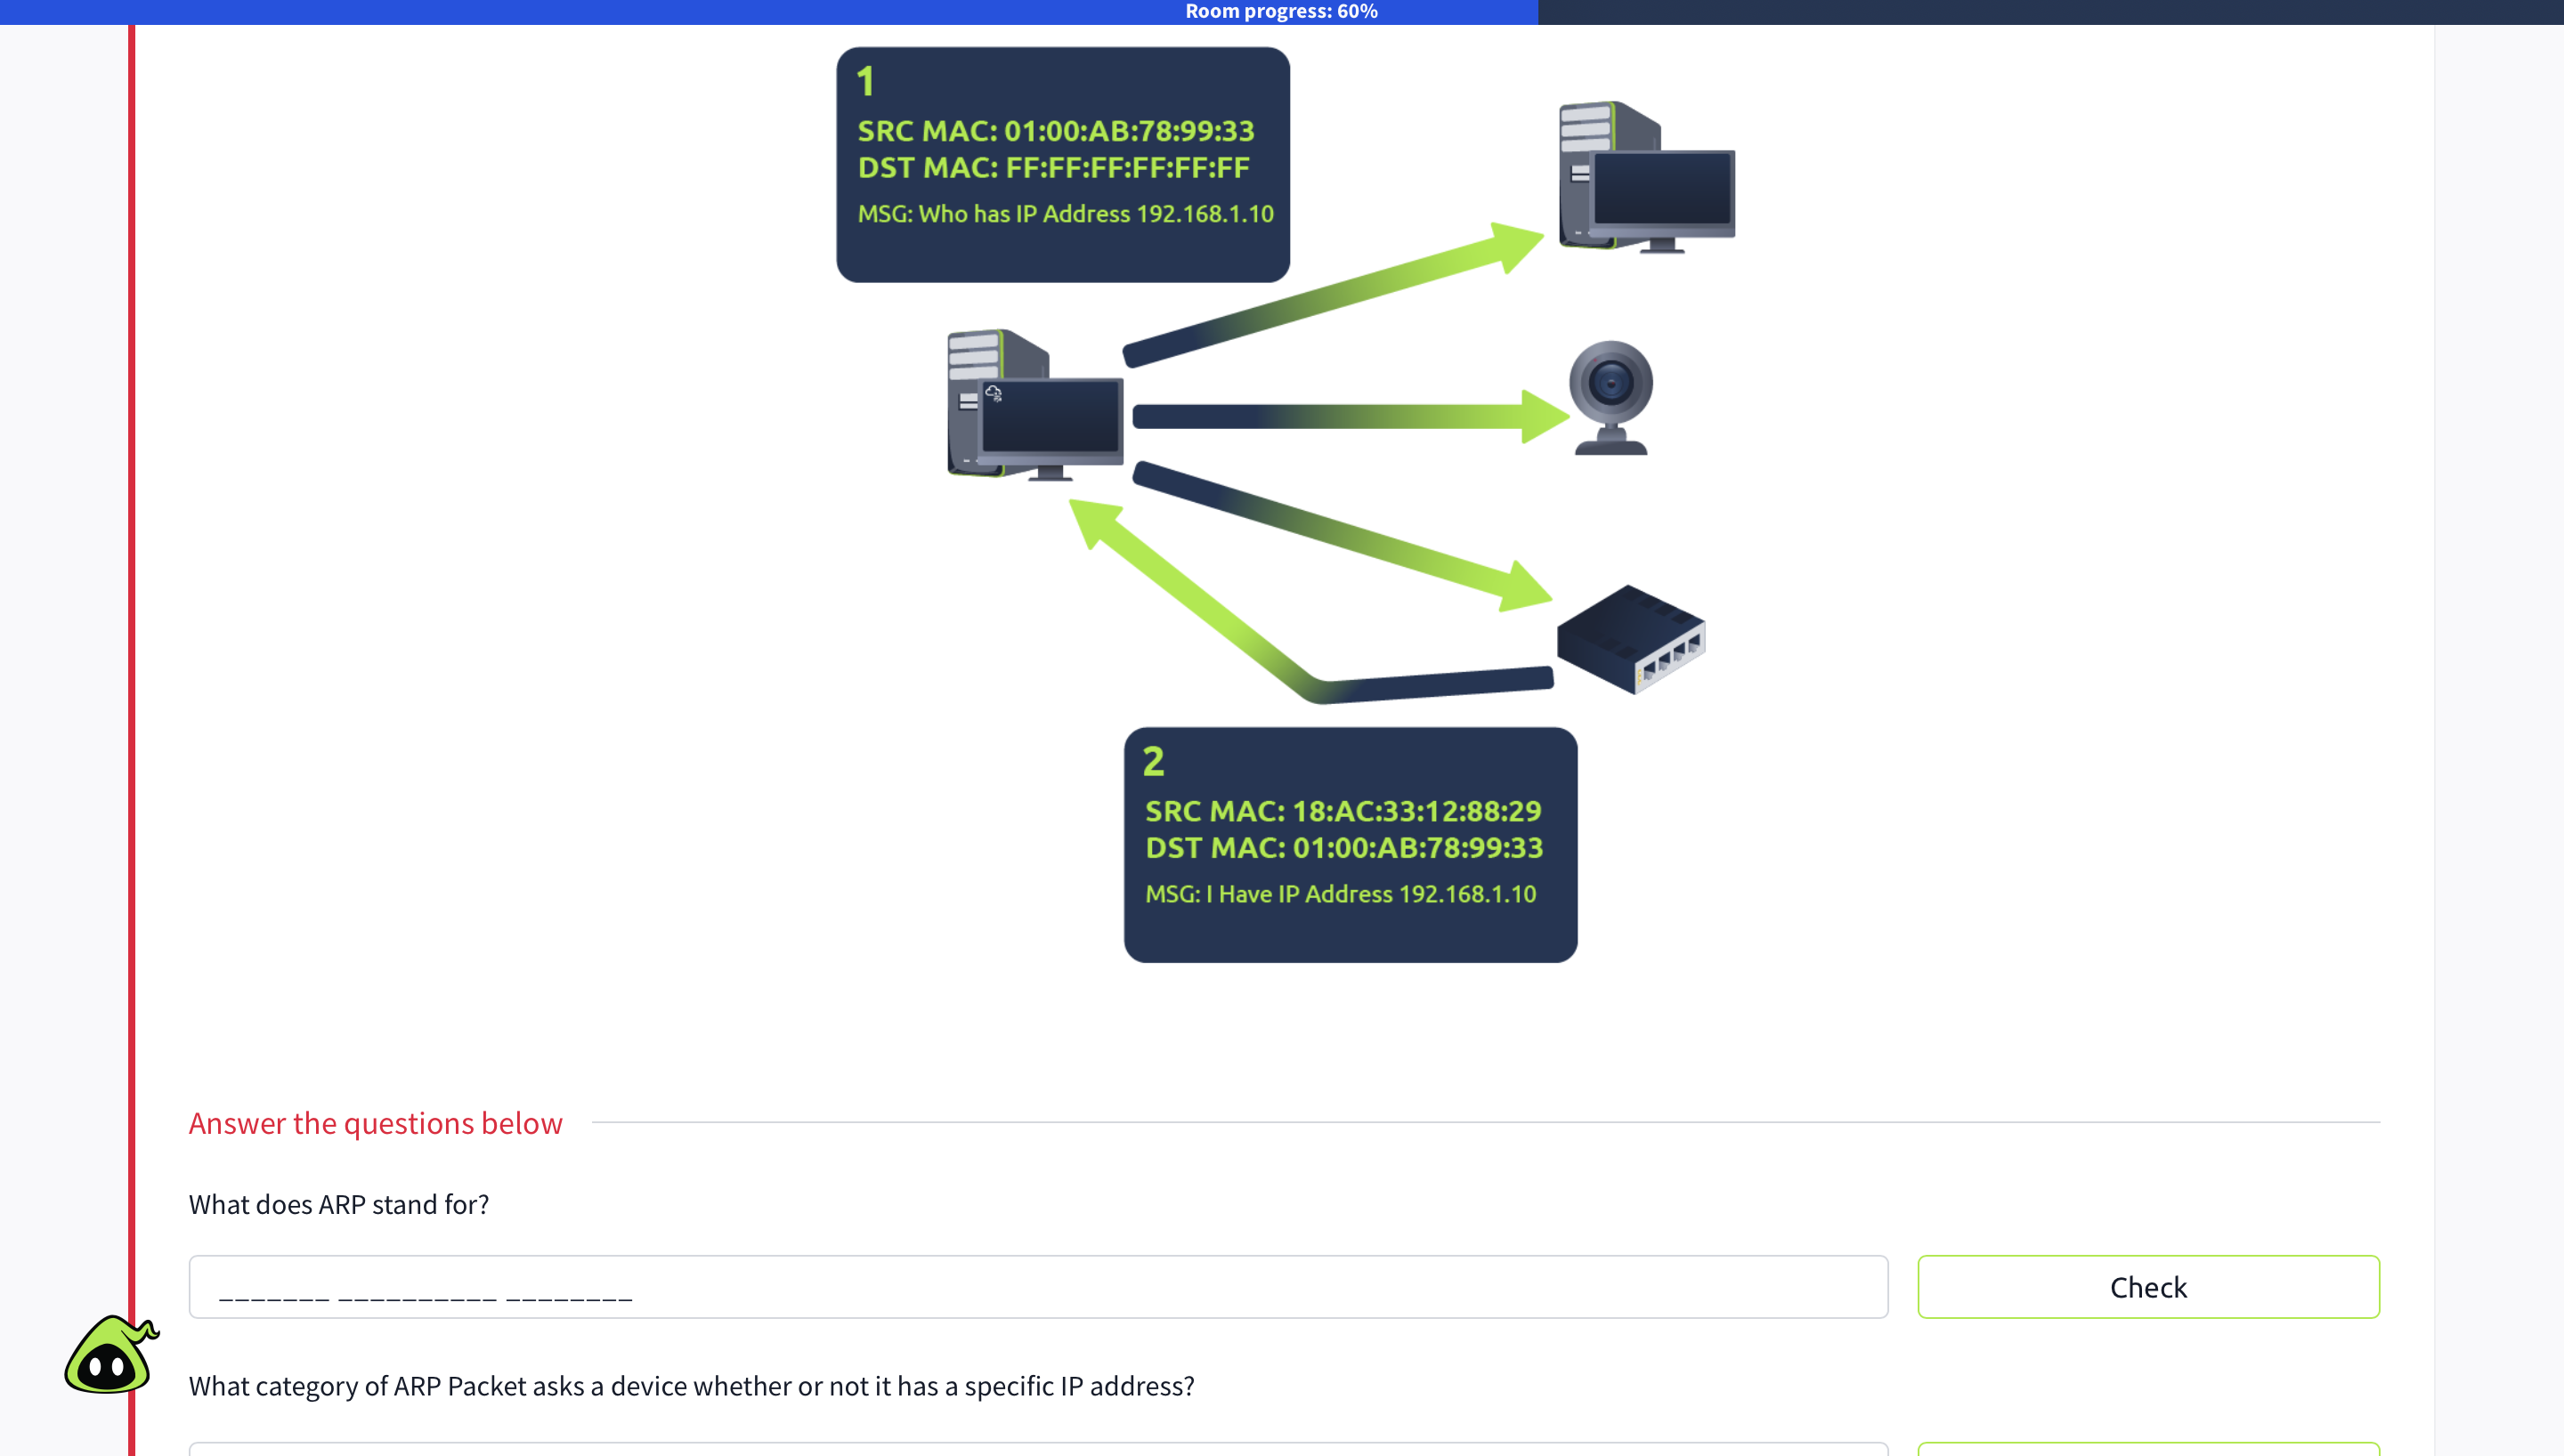 Room progress: 60%
1
SRC MAC: 01:00:AB:78:99:33
DST MAC: FF:FF:FF:FF:FF:FF
MSG: Who has IP Address 192.168.1.10
2
SRC MAC: 18:AC:33:12:88:29
DST MAC: 01:00:AB:78:99:33
MSG: I Have IP Address 192.168.1.10
Answer the questions below
What does ARP stand for?
_______ __________ ________
Check
What category of ARP Packet asks a device whether or not it has a specific IP address?